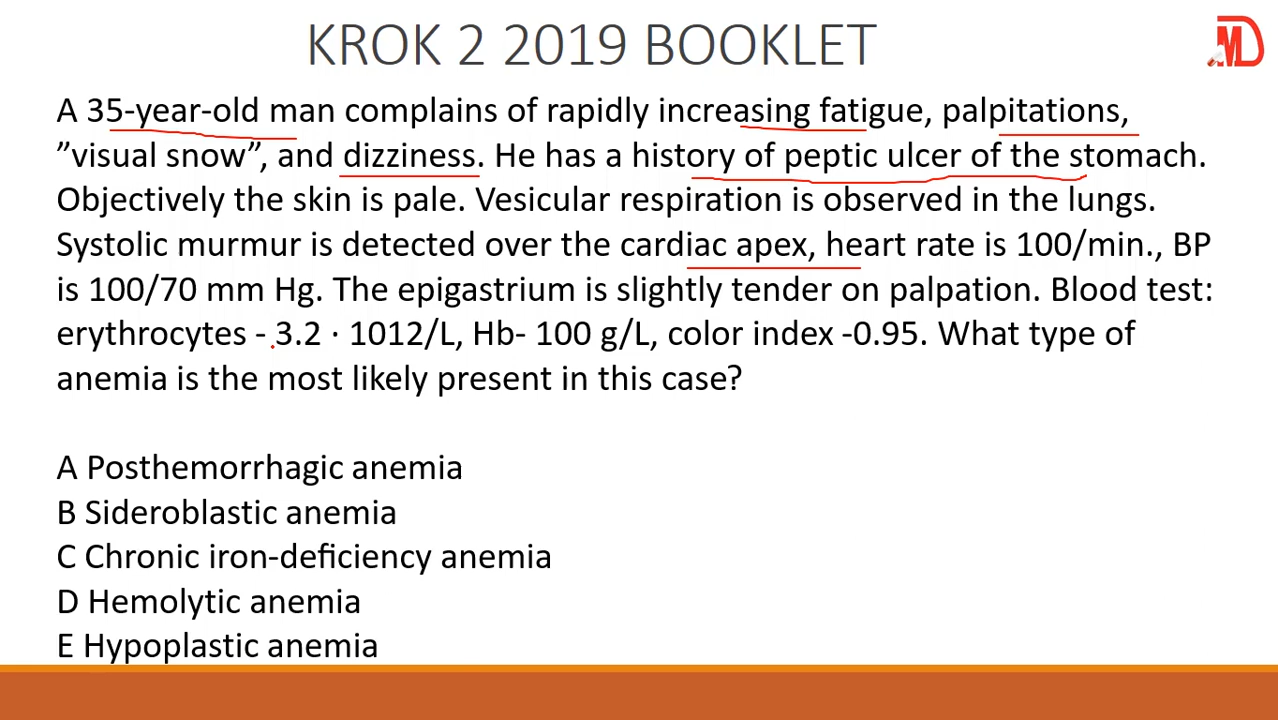 KROK 2 2019 BOOKLET
MD
A 35-year-old man complains of rapidly increasing fatigue, palpitations,
”visual snow”, and dizziness. He has a history of peptic ulcer of the stomach.
Objectively the skin is pale. Vesicular respiration is observed in the lungs.
Systolic murmur is detected over the cardiac apex, heart rate is 100/min., BP
is 100/70 mm Hg. The epigastrium is slightly tender on palpation. Blood test:
erythrocytes - 3.2 · 1012/L, Hb- 100 g/L, color index -0.95. What type of
anemia is the most likely present in this case?
A Posthemorrhagic anemia
B Sideroblastic anemia
C Chronic iron-deficiency anemia
D Hemolytic anemia
E Hypoplastic anemia